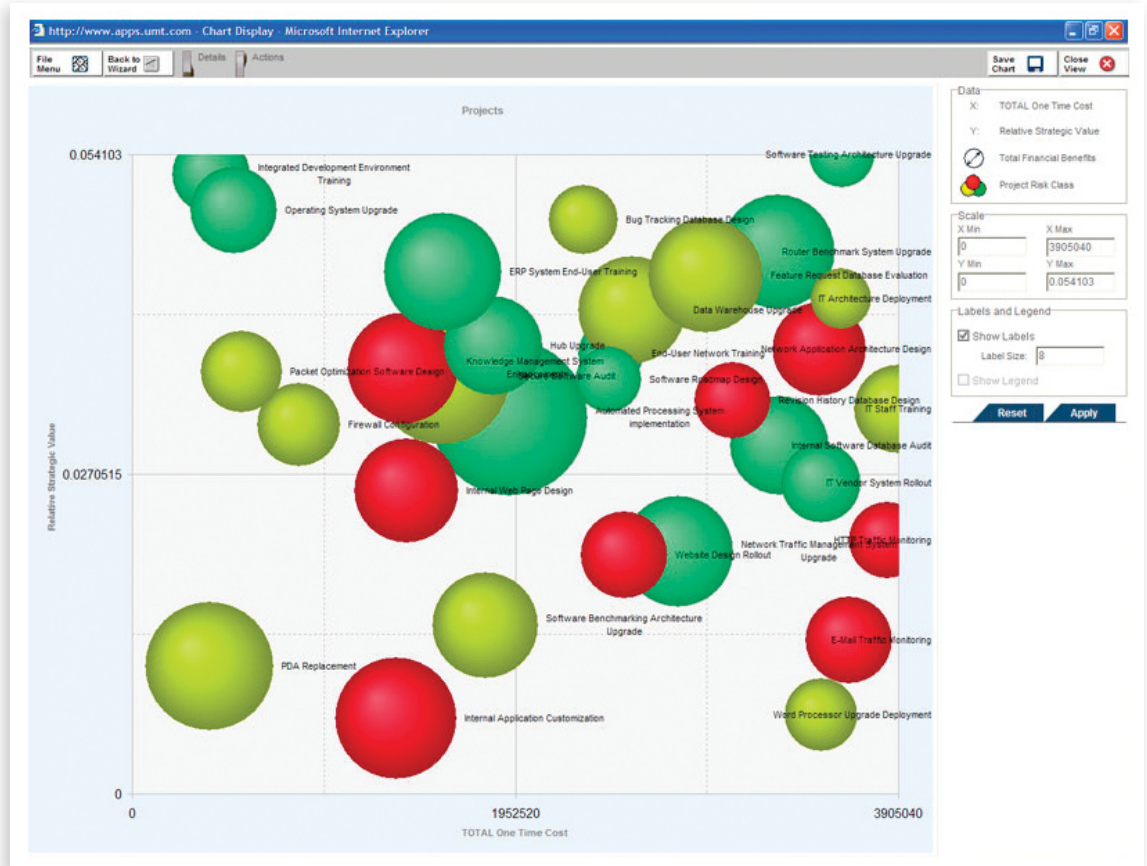 http://www.apps.umt.com - Chart Display - Microsoft Internet Explorer
File
Menu
Back to
Wizard
Details
Actions
Save
Chart
Close
View
Projects
0.054103
0.0270515
0
0
1952520
3905040
Relative Strategic Value
TOTAL One Time Cost
Integrated Development Environment
Training
Operating System Upgrade
Software Testing Architecture Upgrade
Bug Tracking Database Design
Router Benchmark System Upgrade
ERP System End-User Training
Feature Request Database Evaluation
IT Architecture Deployment
Data Warehouse Upgrade
Hub Upgrade
End-User Network Training
Network Application Architecture Design
Knowledge Management System
Enhancements
Packet Optimization Software Design
Secure Software Audit
Software Roadmap Design
Revision History Database Design
Automated Processing System
implementation
IT Staff Training
Firewall Configuration
Internal Software Database Audit
IT Vendor System Rollout
Internal Web Page Design
HTTP Traffic Monitoring
Network Traffic Management System
Upgrade
Website Design Rollout
Software Benchmarking Architecture
Upgrade
E-Mail Traffic Monitoring
PDA Replacement
Internal Application Customization
Word Processor Upgrade Deployment
Data
X: TOTAL One Time Cost
Y: Relative Strategic Value
Total Financial Benefits
Project Risk Class
Scale
X Min X Max
0 3905040
Y Min Y Max
0 0.054103
Labels and Legend
Show Labels
Label Size: 8
Show Legend
Reset Apply